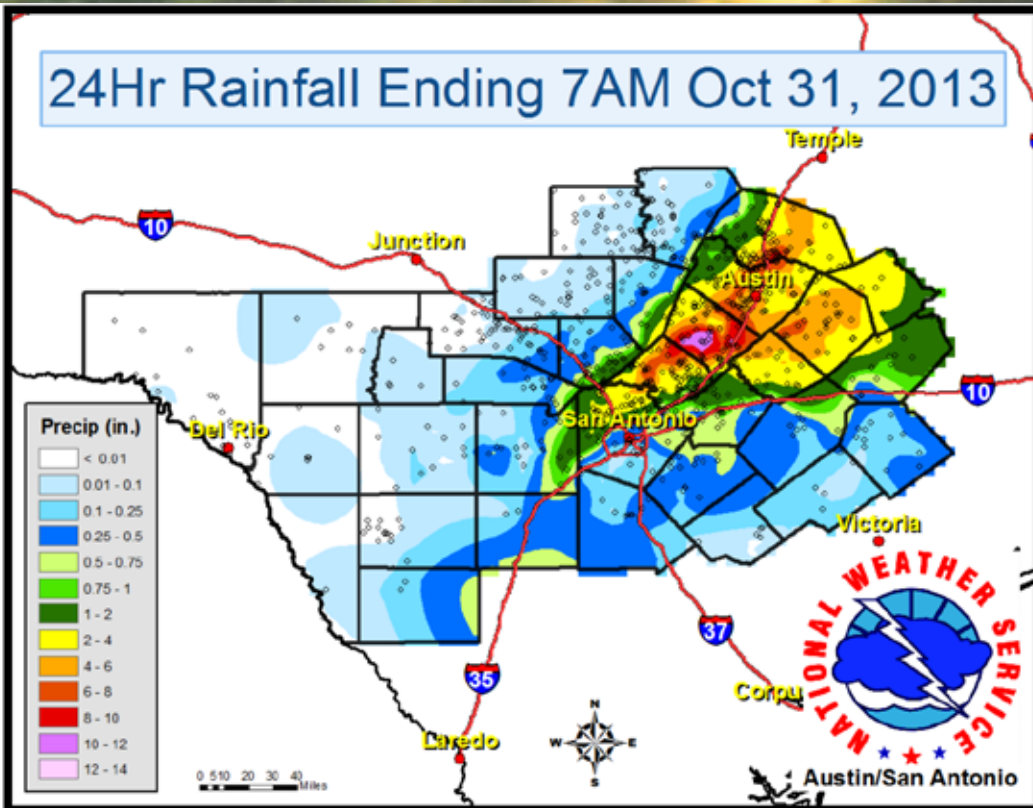 24Hr Rainfall Ending 7AM Oct 31, 2013
Temple
10
Junction
Austin
10
San Antonio
Del Rio
Precip (in.)
< 0.01
0.01 - 0.1
0.1 - 0.25
0.25 - 0.5
0.5 - 0.75
0.75 - 1
1 - 2
2 - 4
4 - 6
6 - 8
8 - 10
10 - 12
12 - 14
Victoria
NATIONAL WEATHER SERVICE
37
35
Corpu
Laredo
N
W E
S
0 5 10 20 30 40
Miles
Austin/San Antonio